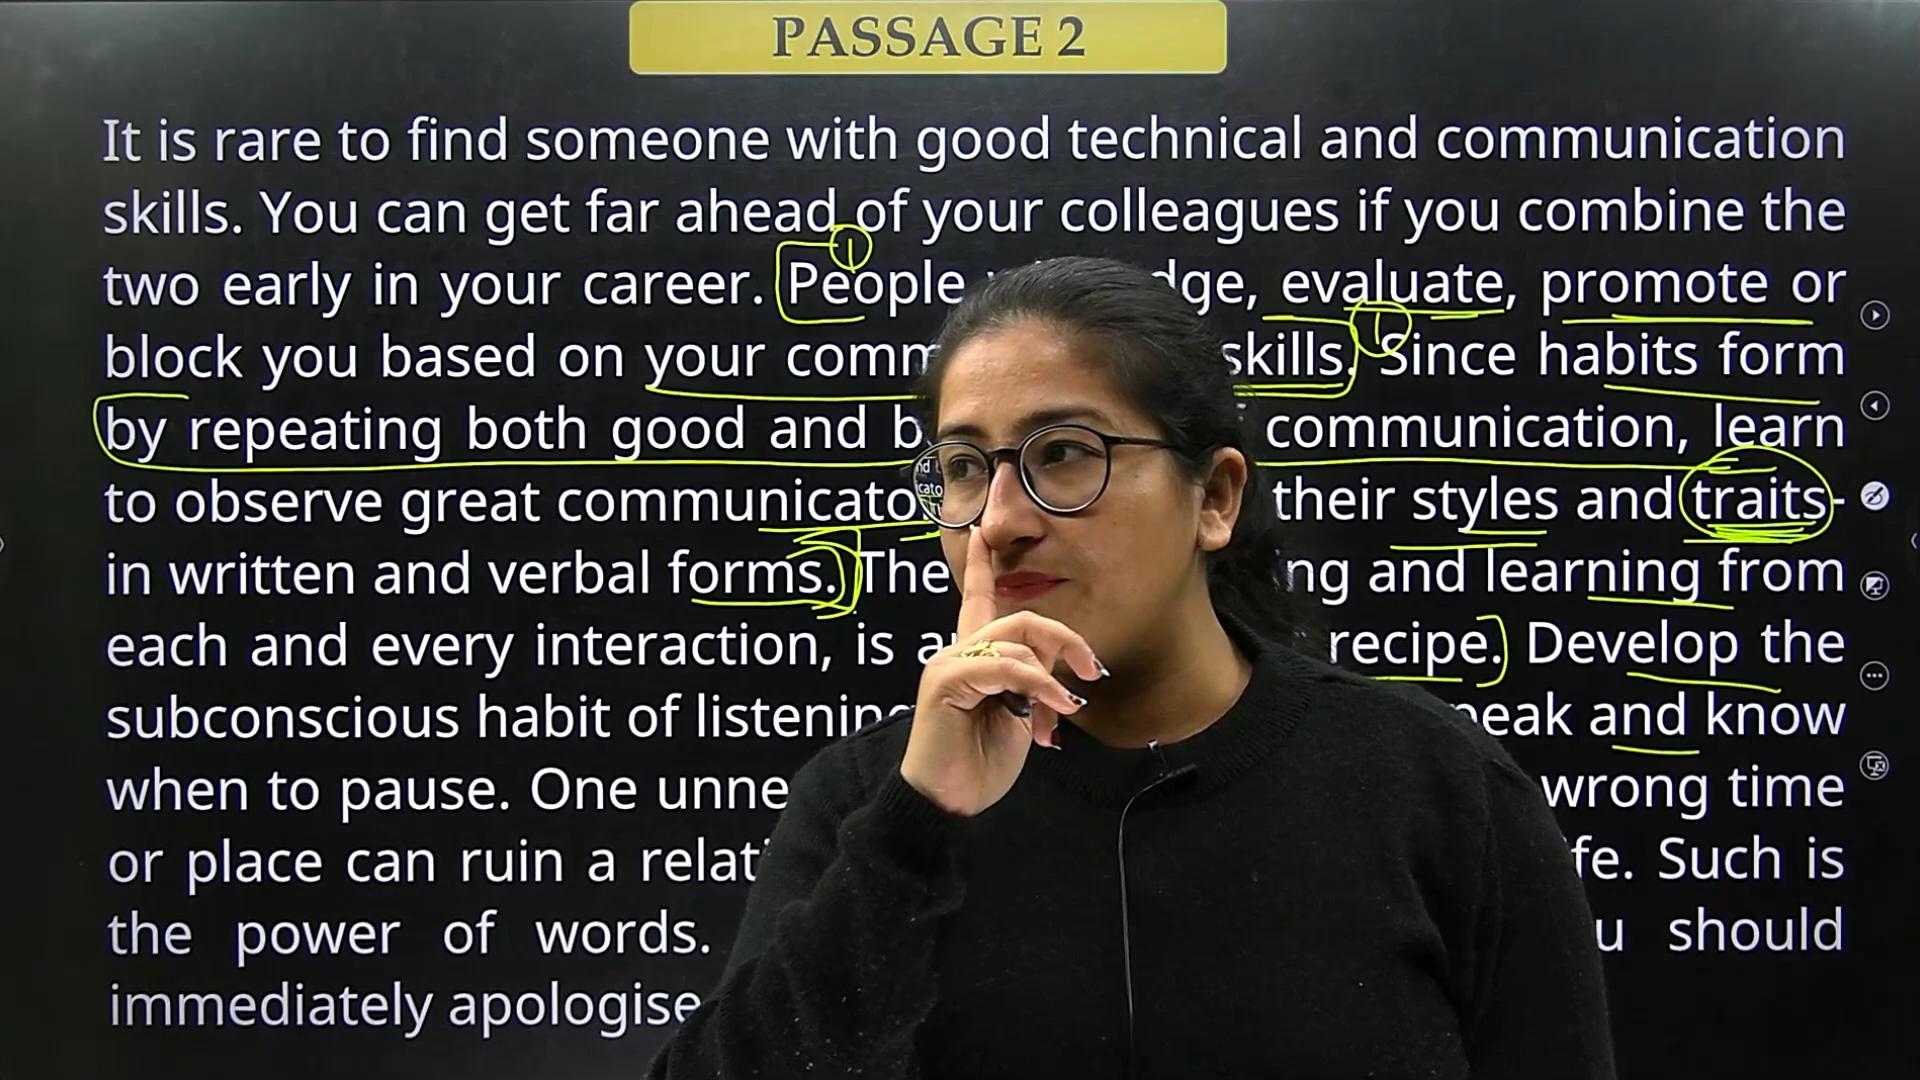 PASSAGE 2
It is rare to find someone with good technical and communication
skills. You can get far ahead of your colleagues if you combine the
two early in your career. People dge, evaluate, promote or
block you based on your comm skills. Since habits form
by repeating both good and b communication, learn
to observe great communicato their styles and traits-
in written and verbal forms. The ng and learning from
each and every interaction, is a recipe. Develop the
subconscious habit of listening peak and know
when to pause. One unne wrong time
or place can ruin a relati fe. Such is
the power of words. u should
immediately apologise